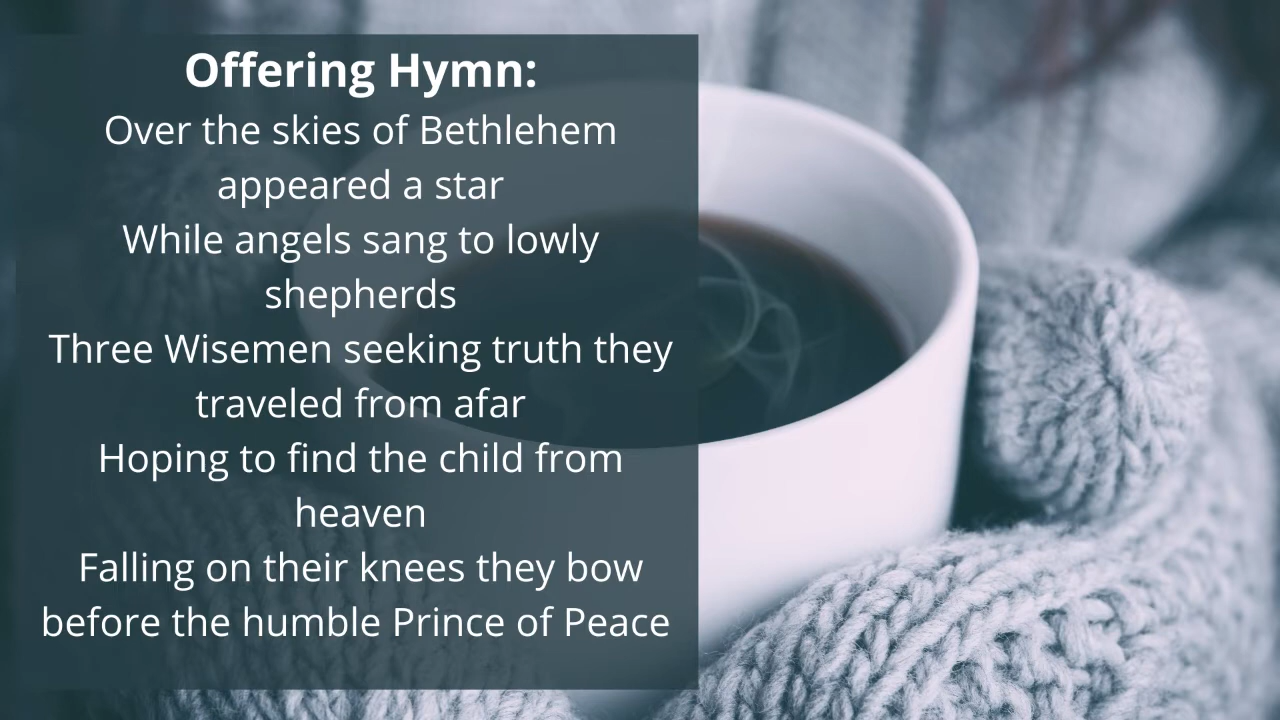 Offering Hymn:
Over the skies of Bethlehem
appeared a star
While angels sang to lowly
shepherds
Three Wisemen seeking truth they
traveled from afar
Hoping to find the child from
heaven
Falling on their knees they bow
before the humble Prince of Peace